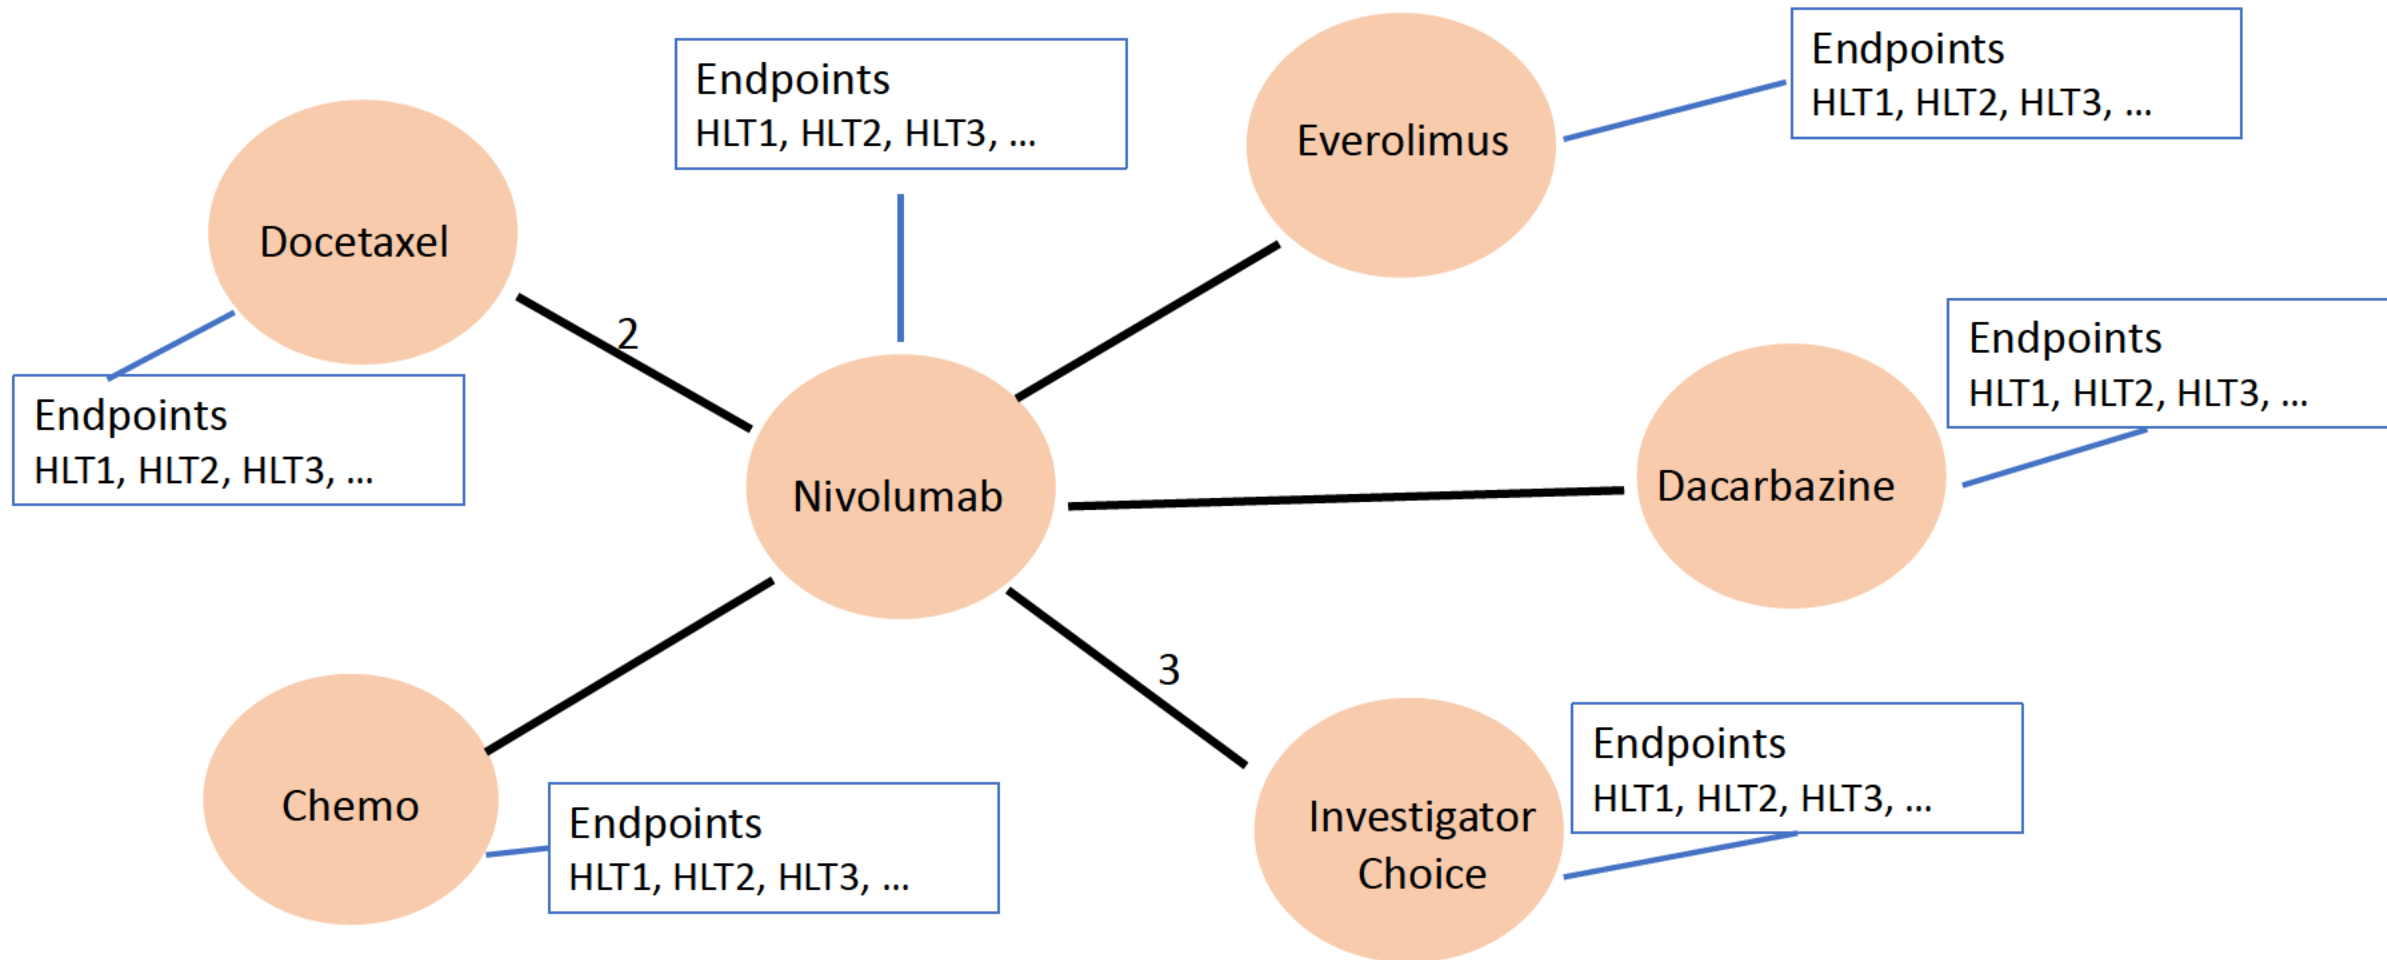 Endpoints
HLT1, HLT2, HLT3, ...
Endpoints
HLT1, HLT2, HLT3, ...
Everolimus
Docetaxel
2
Endpoints
HLT1, HLT2, HLT3, ...
Endpoints
HLT1, HLT2, HLT3, ...
Nivolumab
Dacarbazine
3
Chemo
Endpoints
HLT1, HLT2, HLT3, ...
Investigator
Choice
Endpoints
HLT1, HLT2, HLT3, ...